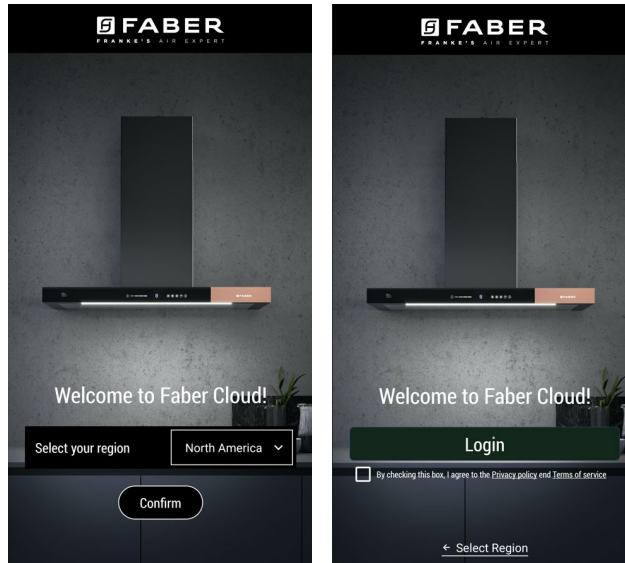 FABER
FRANKE'S AIR EXPERT
FABER
Welcome to Faber Cloud!
Select your region
North America
Confirm
FABER
FRANKE'S AIR EXPERT
FABER
Welcome to Faber Cloud!
Login
By checking this box, I agree to the Privacy policy end Terms of service
← Select Region